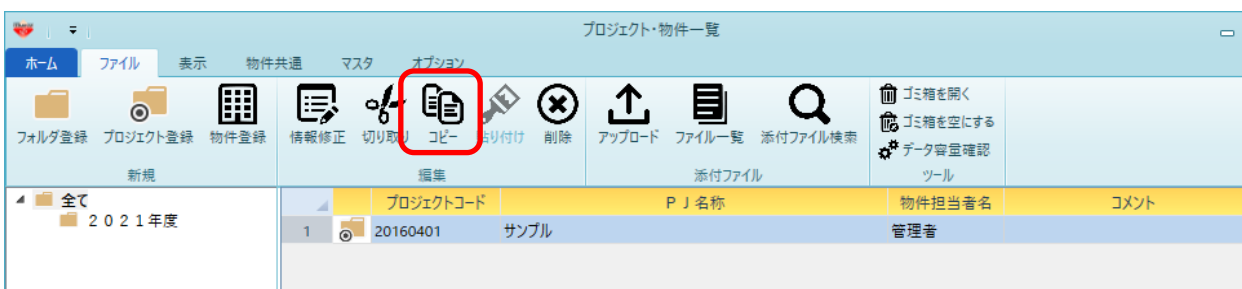 プロジェクト・物件一覧
ホーム ファイル 表示 物件共通 マスタ オプション
フォルダ登録 プロジェクト登録 物件登録 情報修正 切り取り コピー 貼り付け 削除 アップロード ファイル一覧 添付ファイル検索
ゴミ箱を開く
ゴミ箱を空にする
データ容量確認
新規 編集 添付ファイル ツール
全て
2021年度
プロジェクトコード PJ名称 物件担当者名 コメント
1 20160401 サンプル 管理者